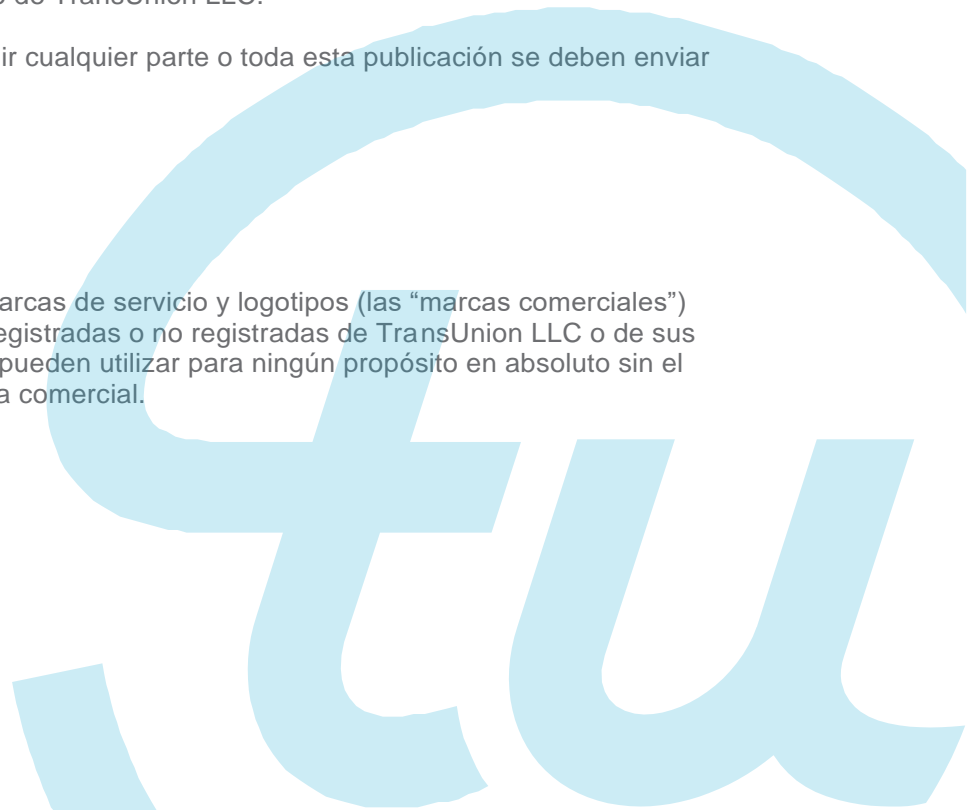 de TransUnion LLC.
ir cualquier parte o toda esta publicación se deben enviar
arcas de servicio y logotipos (las “marcas comerciales”)
egistradas o no registradas de TransUnion LLC o de sus
pueden utilizar para ningún propósito en absoluto sin el
a comercial.
tu